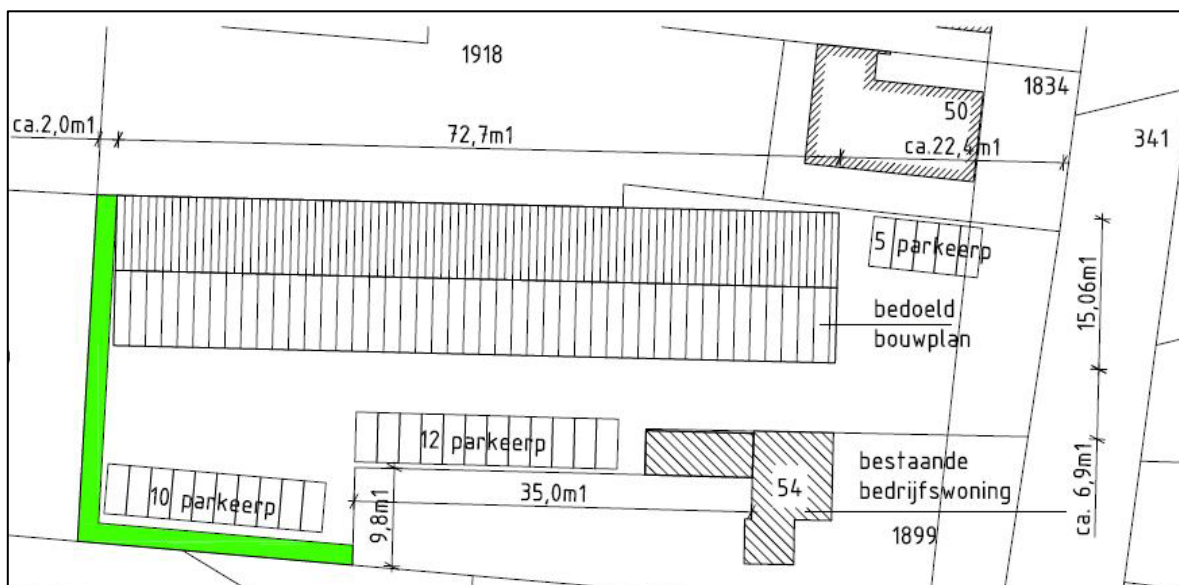 1918
1834
50
341
ca.2,0m1
72,7m1
ca.22,4m1
5 parkeerp
15,06m1
bedoeld
bouwplan
12 parkeerp
bestaande
bedrijfswoning
54
10 parkeerp
35,0m1
9,8m1
ca. 6,9m1
1899